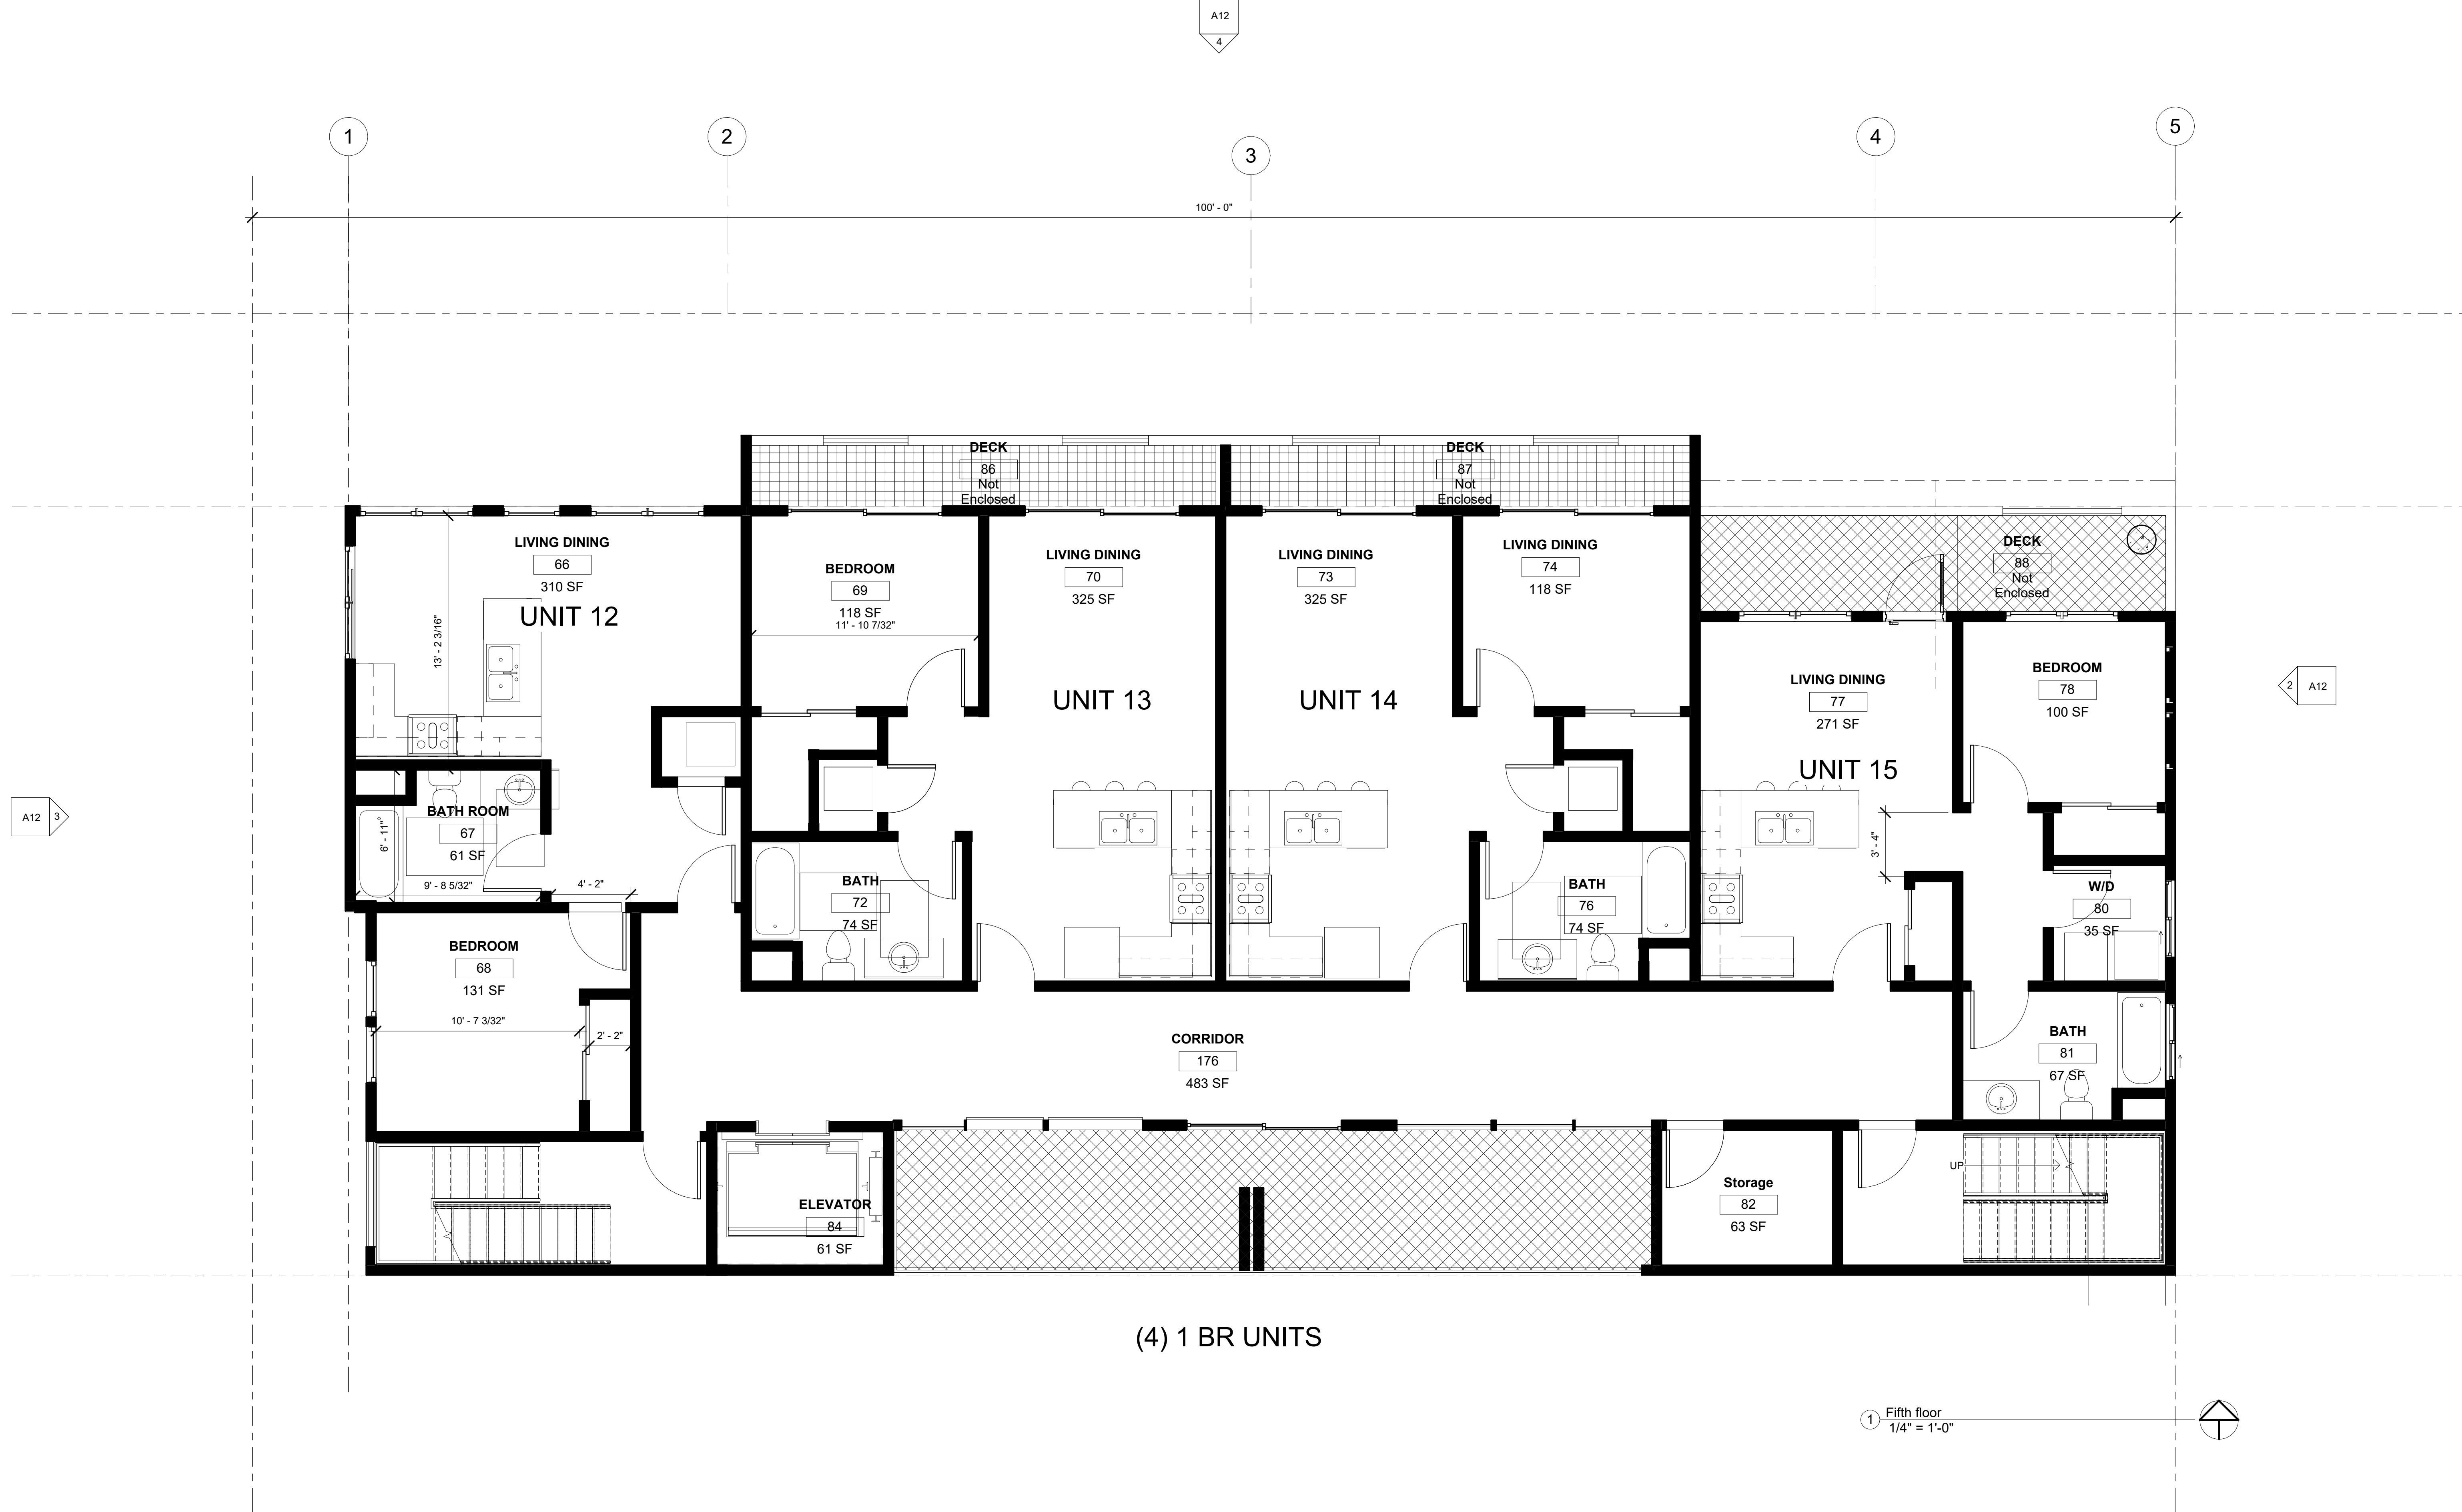 A12
4
1
2
3
4
5
100' - 0"
DECK
86
Not
Enclosed
DECK
87
Not
Enclosed
LIVING DINING
66
310 SF
UNIT 12
13' - 2 3/16"
BEDROOM
69
118 SF
11' - 10 7/32"
LIVING DINING
70
325 SF
UNIT 13
LIVING DINING
73
325 SF
UNIT 14
LIVING DINING
74
118 SF
DECK
88
Not
Enclosed
LIVING DINING
77
271 SF
UNIT 15
BEDROOM
78
100 SF
2
A12
A12
3
BATH ROOM
67
61 SF
6' - 11"
9' - 8 5/32"
4' - 2"
BATH
72
74 SF
BATH
76
74 SF
3' - 4"
W/D
80
35 SF
BEDROOM
68
131 SF
10' - 7 3/32"
2' - 2"
CORRIDOR
176
483 SF
BATH
81
67 SF
ELEVATOR
84
61 SF
Storage
82
63 SF
UP
(4) 1 BR UNITS
1
Fifth floor
1/4" = 1'-0"